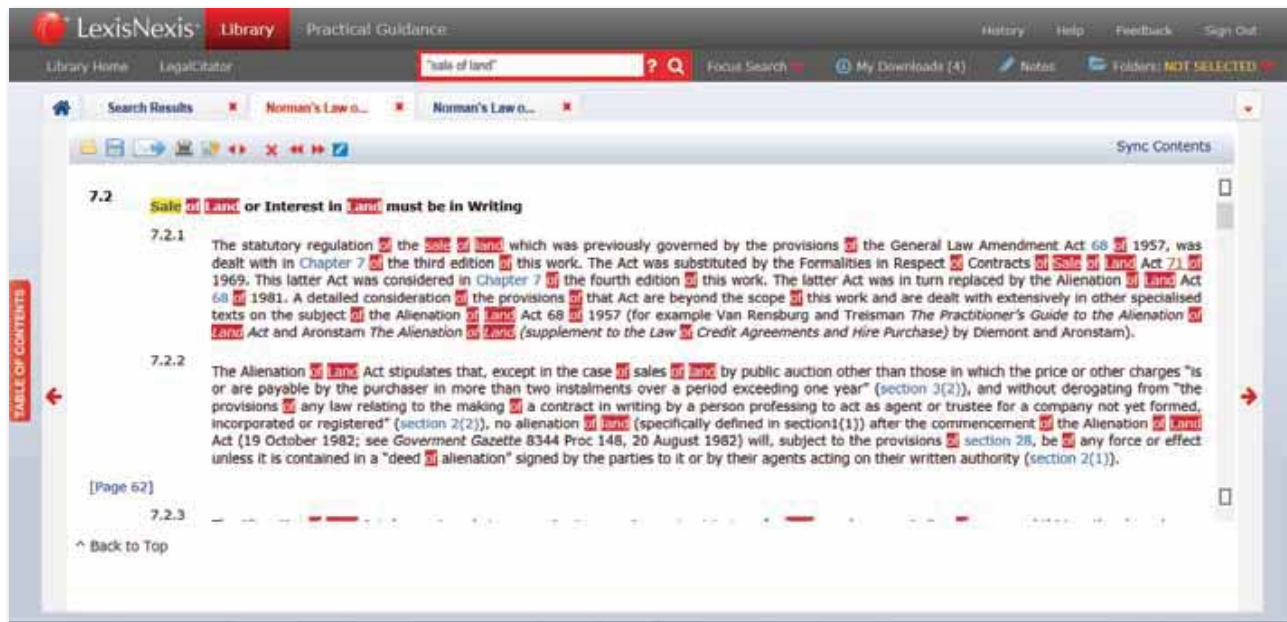 LexisNexis Library Practical Guidance History Help Feedback Sign Out
Library Home LegalCitator "sale of land" ? Focus Search My Downloads (4) Notes Folders: NOT SELECTED
Search Results Norman's Law o... Norman's Law o...
Sync Contents
7.2 Sale of Land or Interest in Land must be in Writing
7.2.1 The statutory regulation of the sale of land which was previously governed by the provisions of the General Law Amendment Act 68 of 1957, was
dealt with in Chapter 7 of the third edition of this work. The Act was substituted by the Formalities in Respect of Contracts of Sale of Land Act 71 of
1969. This latter Act was considered in Chapter 7 of the fourth edition of this work. The latter Act was in turn replaced by the Alienation of Land Act
68 of 1981. A detailed consideration of the provisions of that Act are beyond the scope of this work and are dealt with extensively in other specialised
texts on the subject of the Alienation of Land Act 68 of 1957 (for example Van Rensburg and Treisman The Practitioner's Guide to the Alienation of
Land Act and Aronstam The Alienation of Land (supplement to the Law of Credit Agreements and Hire Purchase) by Diemont and Aronstam).
7.2.2 The Alienation of Land Act stipulates that, except in the case of sales of land by public auction other than those in which the price or other charges "is
or are payable by the purchaser in more than two instalments over a period exceeding one year" (section 3(2)), and without derogating from "the
provisions of any law relating to the making of a contract in writing by a person professing to act as agent or trustee for a company not yet formed,
incorporated or registered" (section 2(2)), no alienation of land (specifically defined in section1(1)) after the commencement of the Alienation of Land
Act (19 October 1982; see Goverment Gazette 8344 Proc 148, 20 August 1982) will, subject to the provisions of section 28, be of any force or effect
unless it is contained in a "deed of alienation" signed by the parties to it or by their agents acting on their written authority (section 2(1)).
[Page 62]
7.2.3
^ Back to Top
TABLE OF CONTENTS